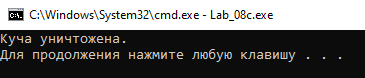 C:\Windows\System32\cmd.exe - Lab_08c.exe
Куча уничтожена.
Для продолжения нажмите любую клавишу . . .